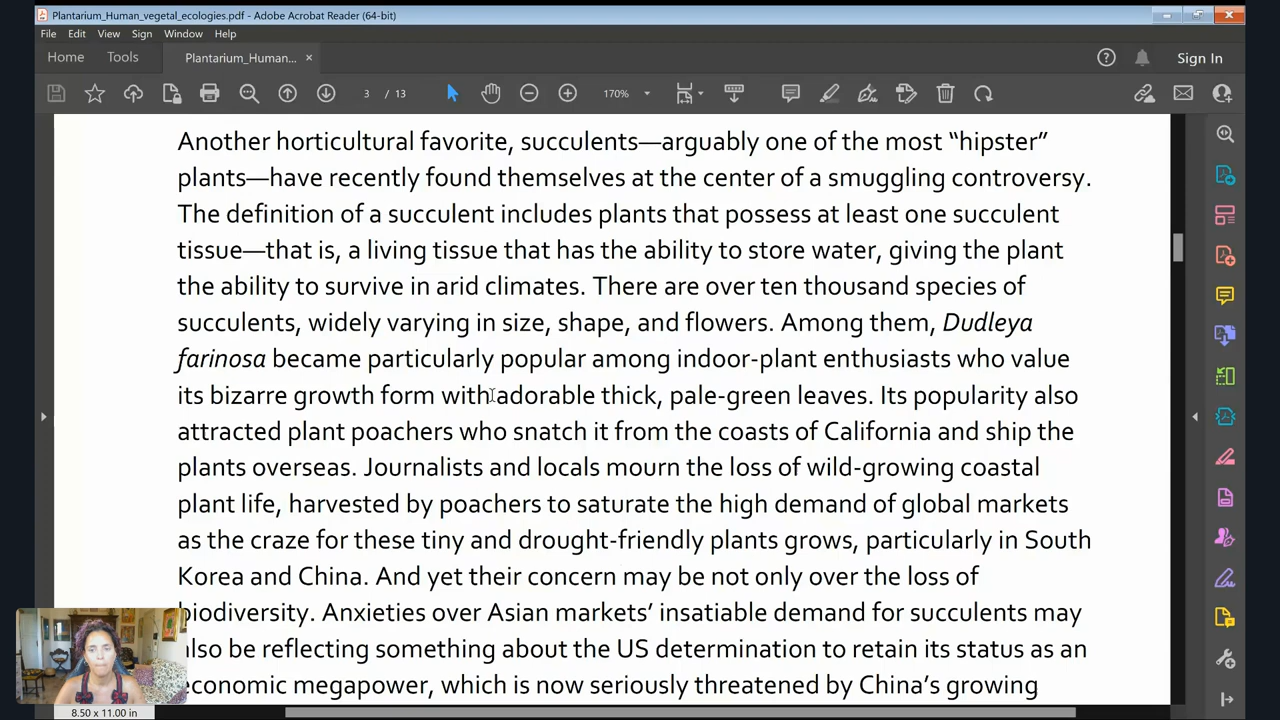 Plantarium_Human_vegetal_ecologies.pdf - Adobe Acrobat Reader (64-bit)
File Edit View Sign Window Help
Home Tools Plantarium_Human... ×
Sign In
3 / 13
170%
Another horticultural favorite, succulents—arguably one of the most “hipster”
plants—have recently found themselves at the center of a smuggling controversy.
The definition of a succulent includes plants that possess at least one succulent
tissue—that is, a living tissue that has the ability to store water, giving the plant
the ability to survive in arid climates. There are over ten thousand species of
succulents, widely varying in size, shape, and flowers. Among them, Dudleya
farinosa became particularly popular among indoor-plant enthusiasts who value
its bizarre growth form with adorable thick, pale-green leaves. Its popularity also
attracted plant poachers who snatch it from the coasts of California and ship the
plants overseas. Journalists and locals mourn the loss of wild-growing coastal
plant life, harvested by poachers to saturate the high demand of global markets
as the craze for these tiny and drought-friendly plants grows, particularly in South
Korea and China. And yet their concern may be not only over the loss of
biodiversity. Anxieties over Asian markets’ insatiable demand for succulents may
also be reflecting something about the US determination to retain its status as an
economic megapower, which is now seriously threatened by China’s growing
8.50 x 11.00 in